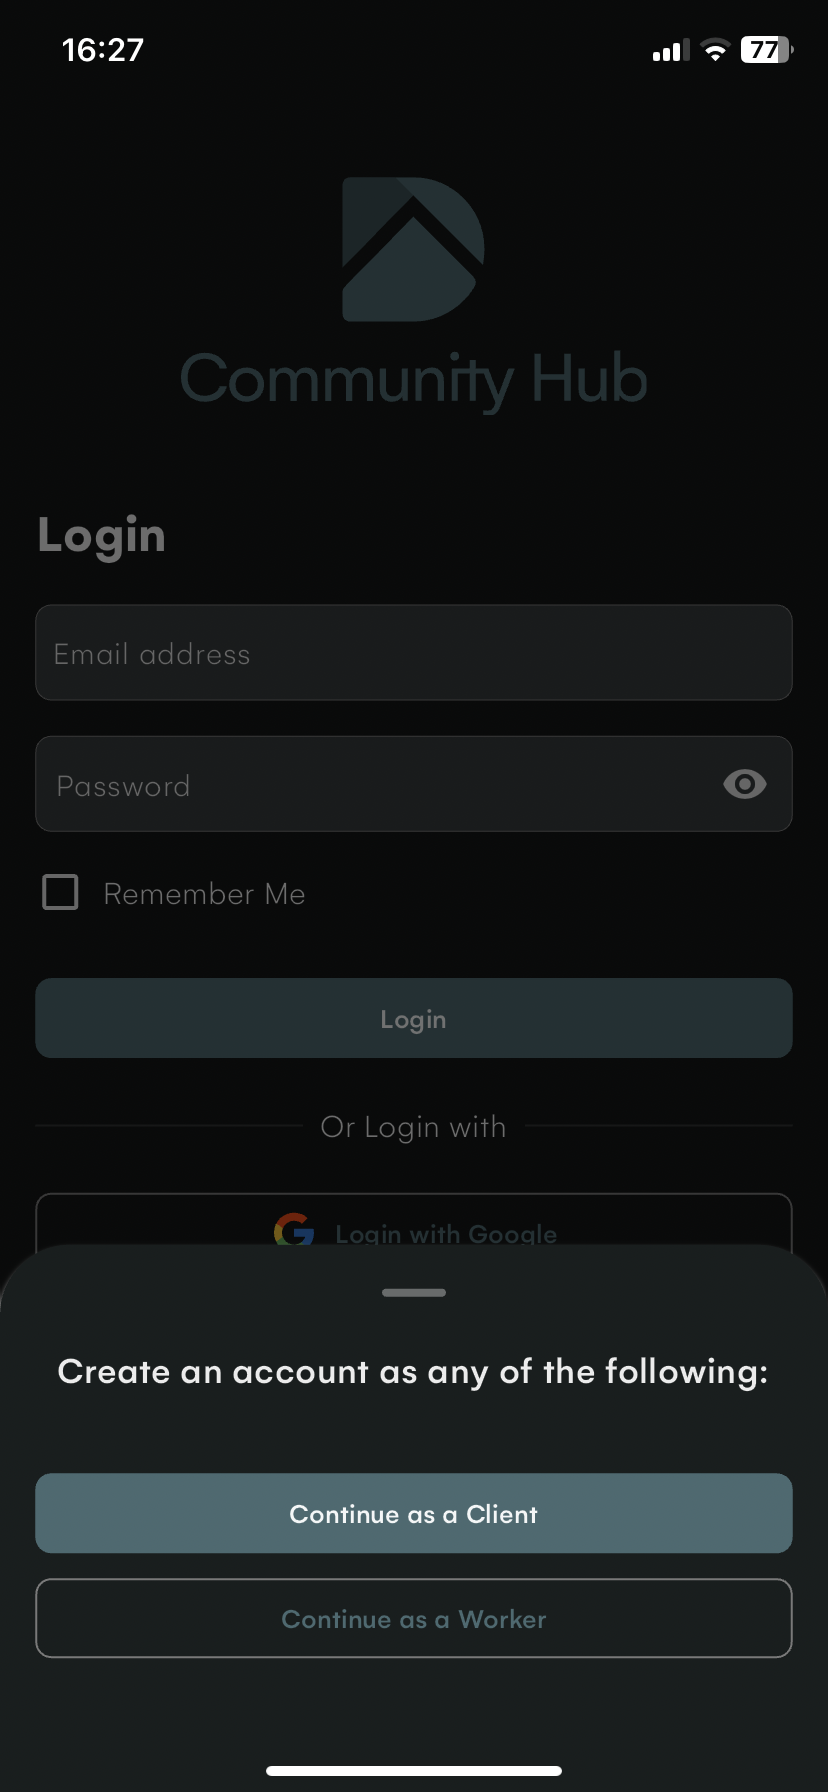 16:27
77
Community Hub
Login
Email address
Password
Remember Me
Login
Or Login with
Login with Google
Create an account as any of the following:
Continue as a Client
Continue as a Worker